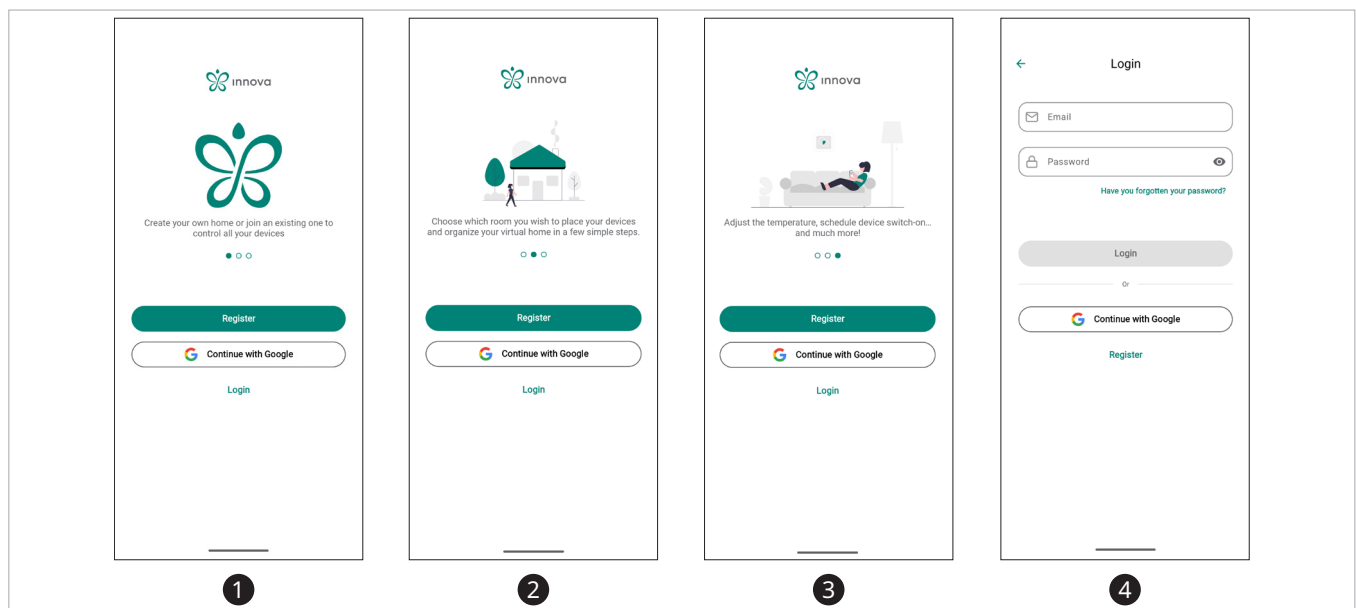 innova
Create your own home or join an existing one to
control all your devices
Register
Continue with Google
Login
1
innova
Choose which room you wish to place your devices
and organize your virtual home in a few simple steps.
Register
Continue with Google
Login
2
innova
Adjust the temperature, schedule device switch-on...
and much more!
Register
Continue with Google
Login
3
Login
Email
Password
Have you forgotten your password?
Login
Or
Continue with Google
Register
4